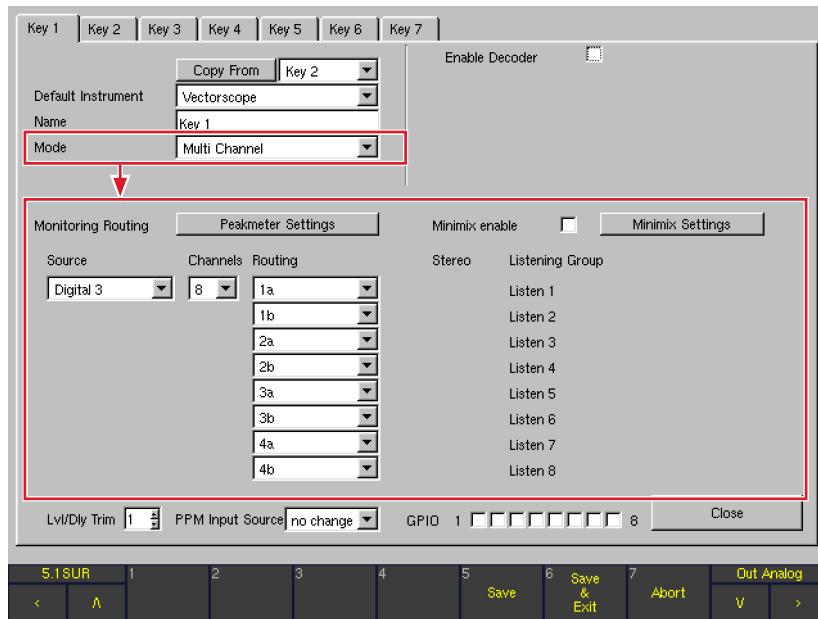 Key 1 Key 2 Key 3 Key 4 Key 5 Key 6 Key 7
Copy From Key 2
Enable Decoder
Default Instrument Vectorscope
Name Key 1
Mode Multi Channel
Monitoring Routing Peakmeter Settings Minimix enable Minimix Settings
Source Channels Routing Stereo Listening Group
Digital 3 8 1a Listen 1
1b Listen 2
2a Listen 3
2b Listen 4
3a Listen 5
3b Listen 6
4a Listen 7
4b Listen 8
Lvl/Dly Trim 1 PPM Input Source no change GPIO 1 8 Close
5.1SUR 1 2 3 4 5 Save 6 Save & Exit 7 Abort Out Analog
< Λ V >